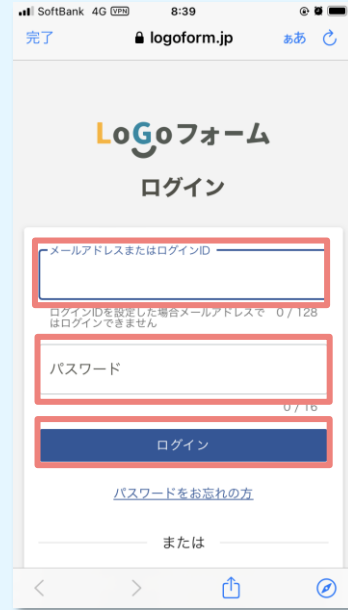 SoftBank 4G VPN 8:39
完了 logoform.jp ぁあ
LoGoフォーム
ログイン
メールアドレスまたはログインID
ログインIDを設定した場合メールアドレスで 0 / 128
はログインできません
パスワード
0 / 16
ログイン
パスワードをお忘れの方
または